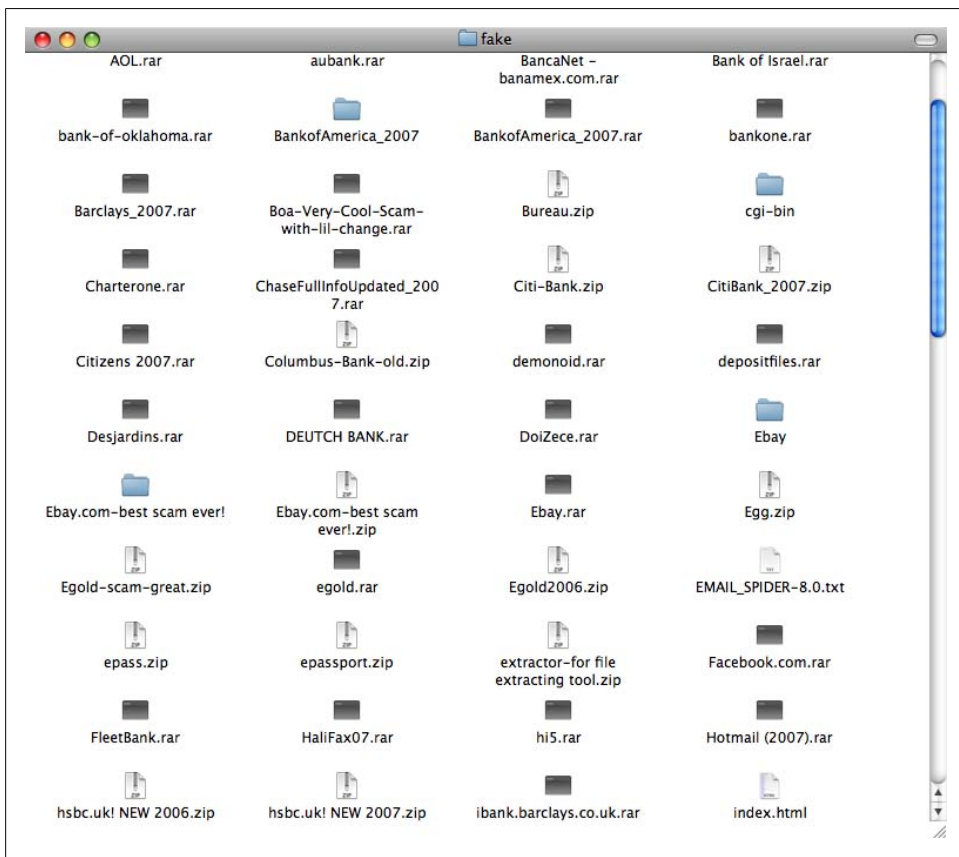 fake
AOL.rar
aubank.rar
BancaNet -
banamex.com.rar
Bank of Israel.rar
bank-of-oklahoma.rar
BankofAmerica_2007
BankofAmerica_2007.rar
bankone.rar
Barclays_2007.rar
Boa-Very-Cool-Scam-
with-lil-change.rar
Bureau.zip
cgi-bin
Charterone.rar
ChaseFullInfoUpdated_200
7.rar
Citi-Bank.zip
CitiBank_2007.zip
Citizens 2007.rar
Columbus-Bank-old.zip
demonoid.rar
depositfiles.rar
Desjardins.rar
DEUTCH BANK.rar
DoiZece.rar
Ebay
Ebay.com-best scam ever!
Ebay.com-best scam
ever!.zip
Ebay.rar
Egg.zip
Egold-scam-great.zip
egold.rar
Egold2006.zip
EMAIL_SPIDER-8.0.txt
epass.zip
epassport.zip
extractor-for file
extracting tool.zip
Facebook.com.rar
FleetBank.rar
HaliFax07.rar
hi5.rar
Hotmail (2007).rar
hsbc.uk! NEW 2006.zip
hsbc.uk! NEW 2007.zip
ibank.barclays.co.uk.rar
index.html